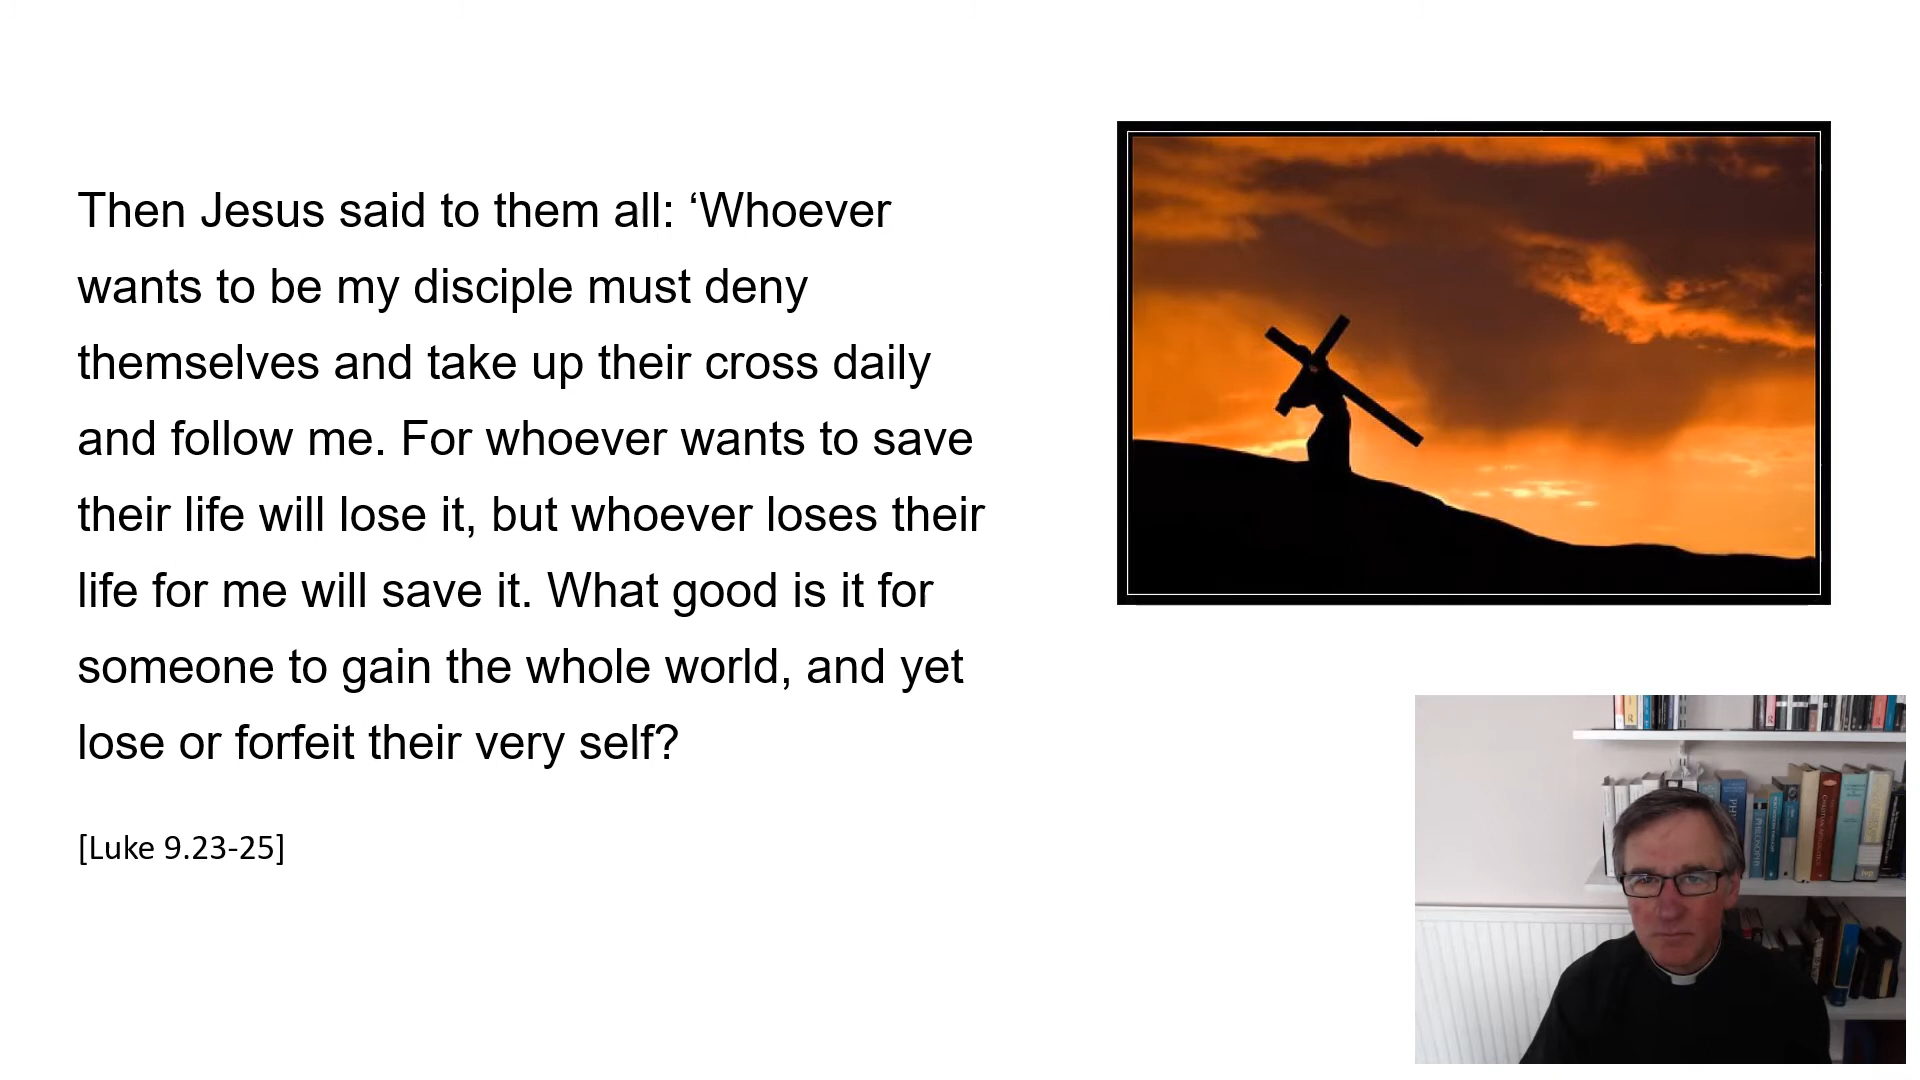 Then Jesus said to them all: ‘Whoever
wants to be my disciple must deny
themselves and take up their cross daily
and follow me. For whoever wants to save
their life will lose it, but whoever loses their
life for me will save it. What good is it for
someone to gain the whole world, and yet
lose or forfeit their very self?
[Luke 9.23-25]